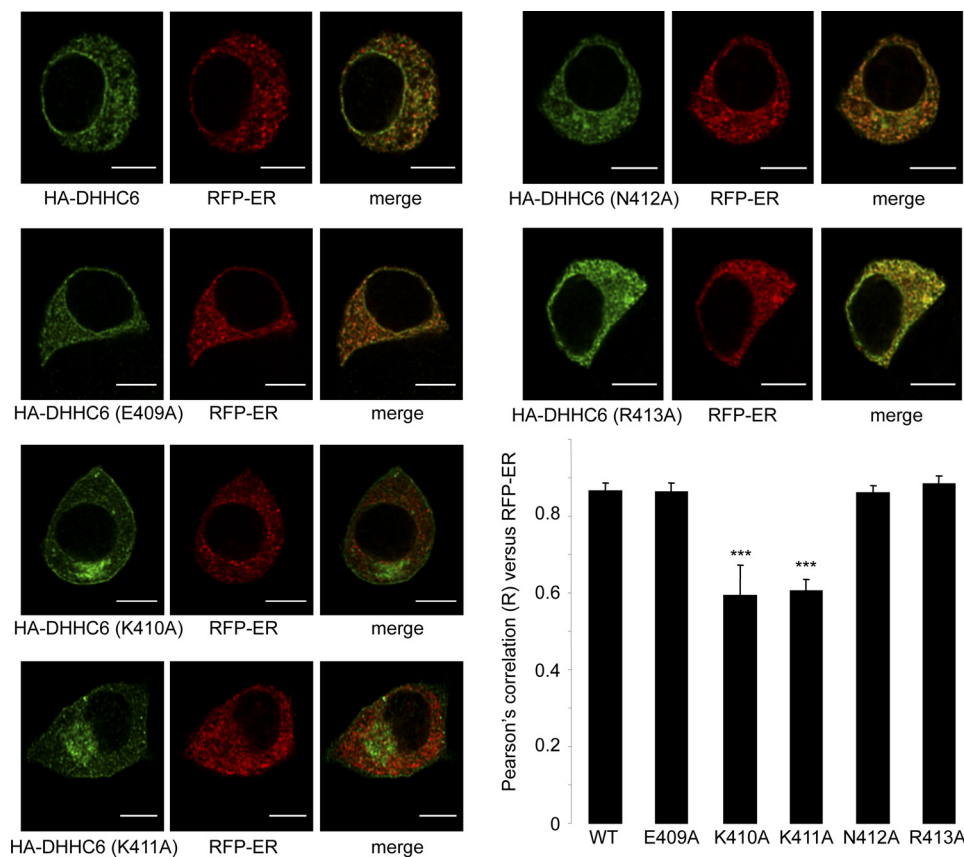 HA-DHHC6 RFP-ER merge
HA-DHHC6 (E409A) RFP-ER merge
HA-DHHC6 (K410A) RFP-ER merge
HA-DHHC6 (K411A) RFP-ER merge
HA-DHHC6 (N412A) RFP-ER merge
HA-DHHC6 (R413A) RFP-ER merge
Pearson's correlation (R) versus RFP-ER
0.8
0.6
0.4
0.2
0
*** ***
WT E409A K410A K411A N412A R413A